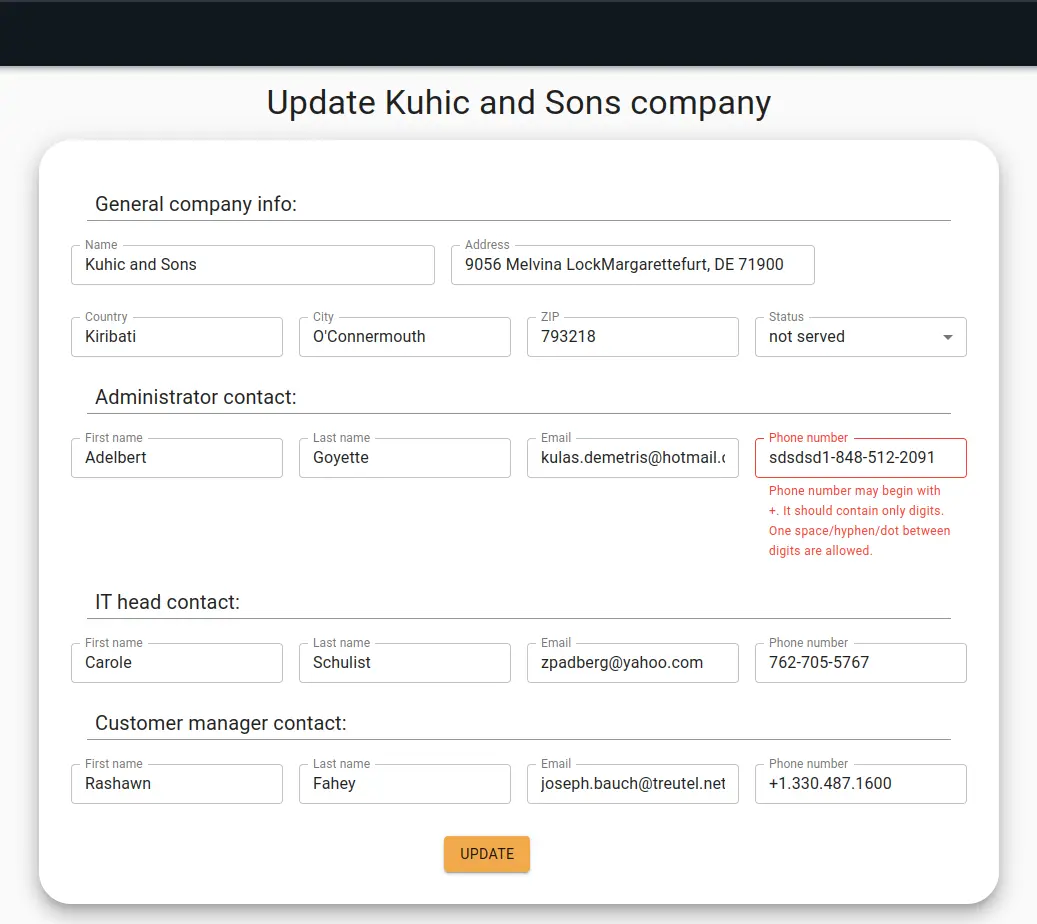 Update Kuhic and Sons company
General company info:
Name
Kuhic and Sons
Address
9056 Melvina LockMargarettefurt, DE 71900
Country
Kiribati
City
O'Connermouth
ZIP
793218
Status
not served
Administrator contact:
First name
Adelbert
Last name
Goyette
Email
kulas.demetris@hotmail.c
Phone number
sdsdsd1-848-512-2091
Phone number may begin with
+. It should contain only digits.
One space/hyphen/dot between
digits are allowed.
IT head contact:
First name
Carole
Last name
Schulist
Email
zpadberg@yahoo.com
Phone number
762-705-5767
Customer manager contact:
First name
Rashawn
Last name
Fahey
Email
joseph.bauch@treutel.net
Phone number
+1.330.487.1600
UPDATE